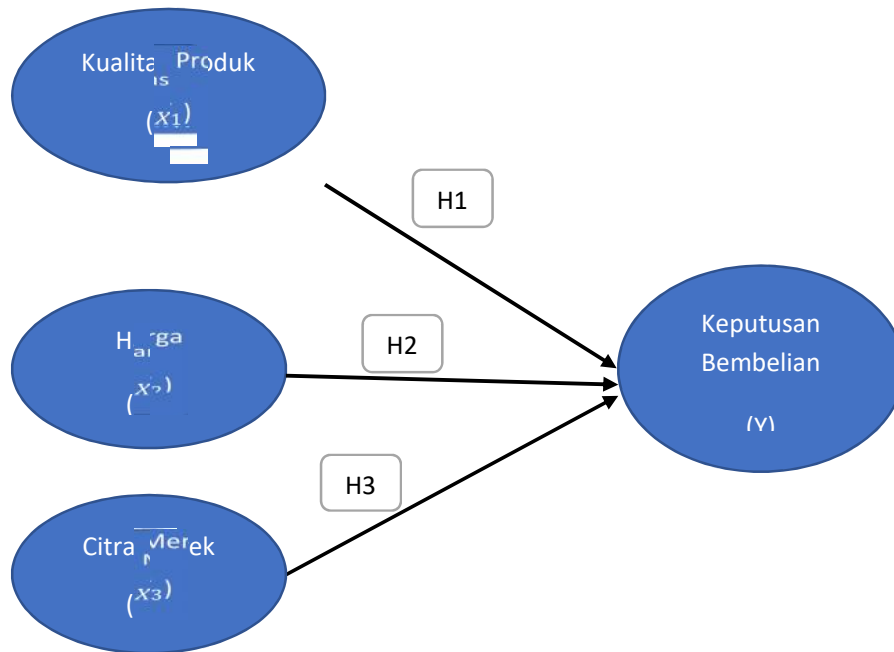 Kualitas Produk
(x1)
H1
Harga
(x2)
H2
Keputusan
Bembelian
(Y)
H3
Citra Merek
(x3)